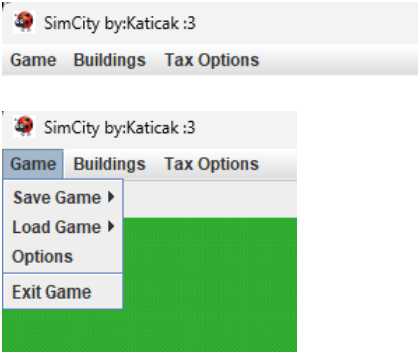 SimCity by:Katicak :3
Game Buildings Tax Options
SimCity by:Katicak :3
Game Buildings Tax Options
Save Game
Load Game
Options
Exit Game